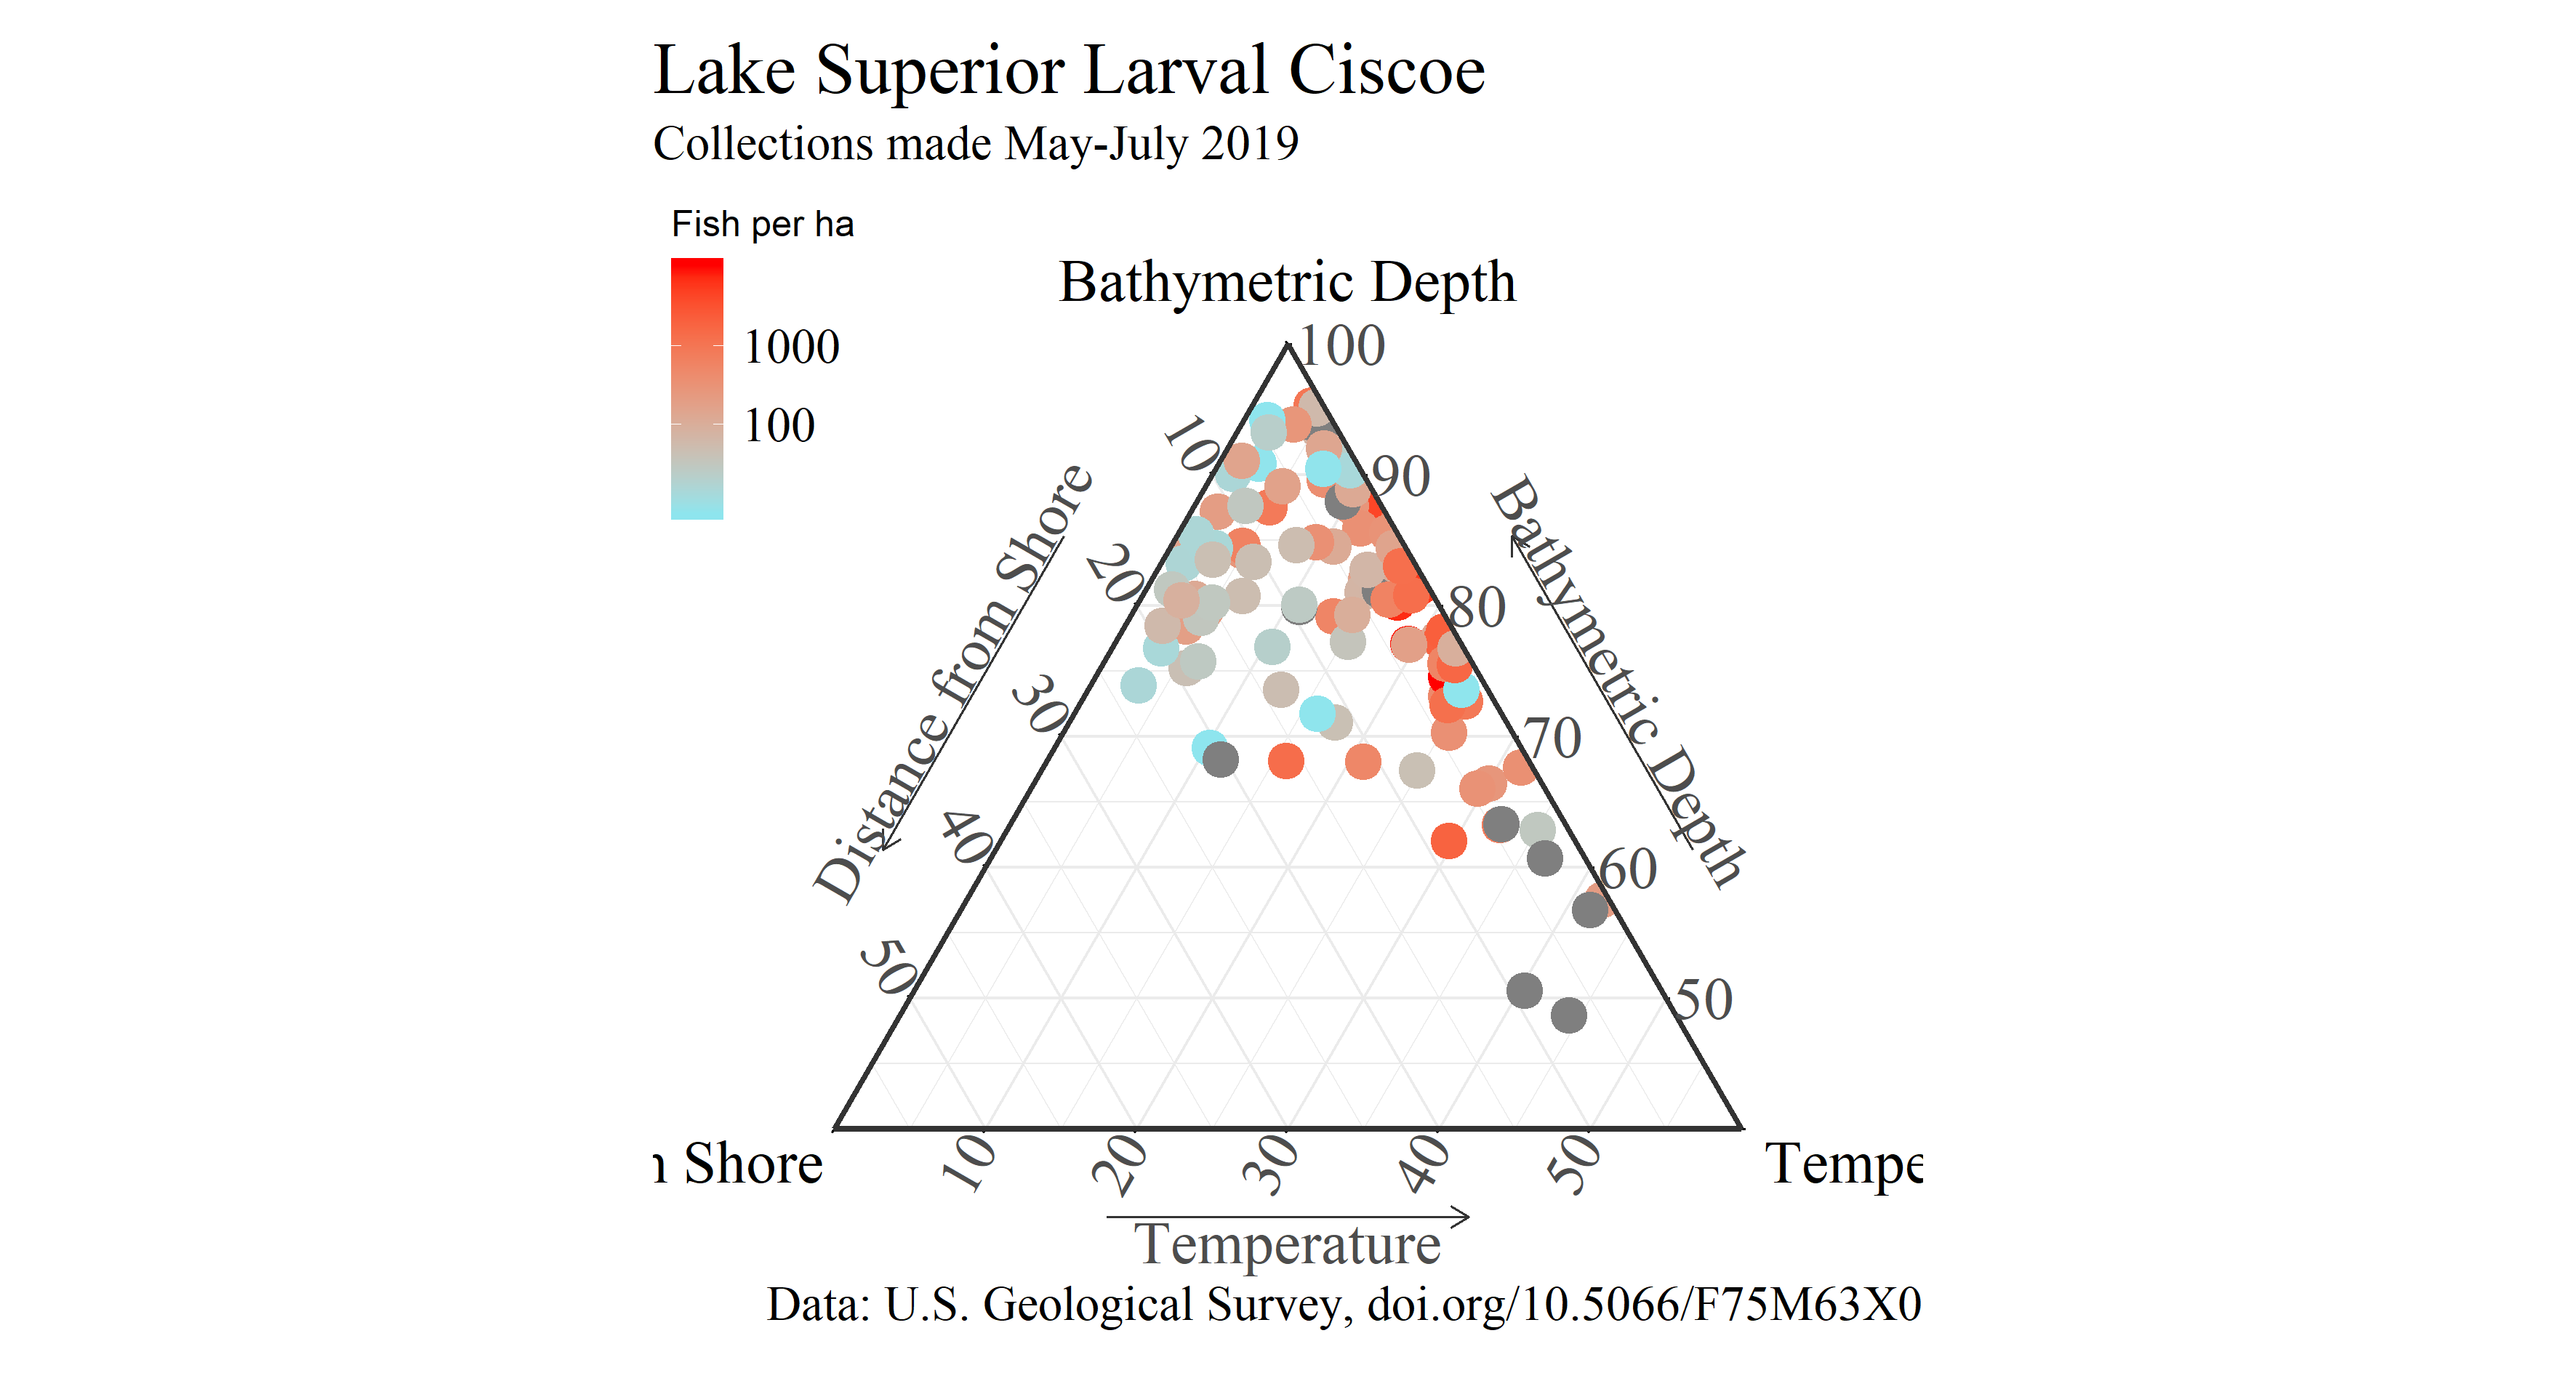 Lake Superior Larval Ciscoe
Collections made May-July 2019
Fish per ha
1000
100
Bathymetric Depth
100
90
80
70
60
50
Bathymetric Depth
10
20
30
40
50
Distance from Shore
n Shore
Tempe
10
20
30
40
50
Temperature
Data: U.S. Geological Survey, doi.org/10.5066/F75M63X0